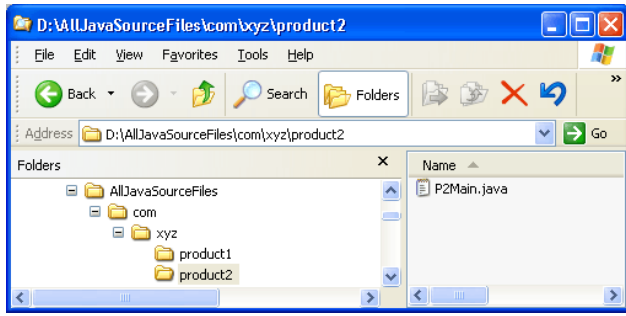 D:\AllJavaSourceFiles\com\xyz\product2
File Edit View Favorites Tools Help
Back Search Folders »
Address D:\AllJavaSourceFiles\com\xyz\product2 Go
Folders × Name
AllJavaSourceFiles P2Main.java
com
xyz
product1
product2